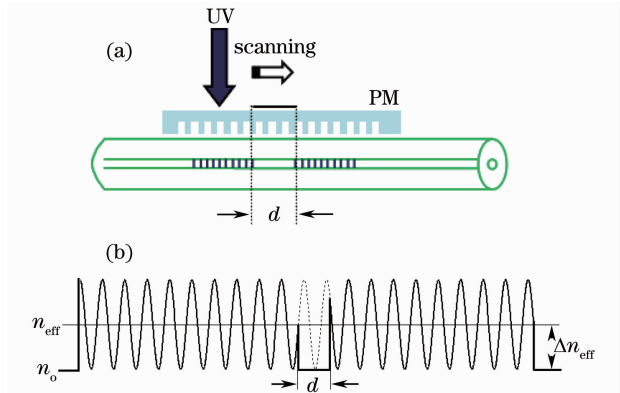 UV
(a)
scanning
PM
d
(b)
n_eff
Δn_eff
n_o
d